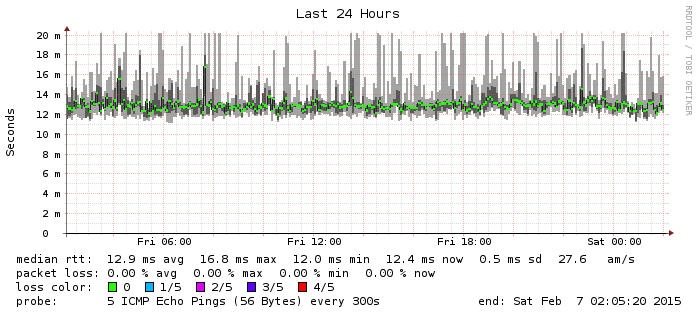 Last 24 Hours
RRDTOOL / TOBI OETIKER
Seconds
20 m
18 m
16 m
14 m
12 m
10 m
8 m
6 m
4 m
2 m
0
Fri 06:00 Fri 12:00 Fri 18:00 Sat 00:00
median rtt: 12.9 ms avg 16.8 ms max 12.0 ms min 12.4 ms now 0.5 ms sd 27.6 am/s
packet loss: 0.00 % avg 0.00 % max 0.00 % min 0.00 % now
loss color: 0 1/5 2/5 3/5 4/5
probe: 5 ICMP Echo Pings (56 Bytes) every 300s end: Sat Feb 7 02:05:20 2015